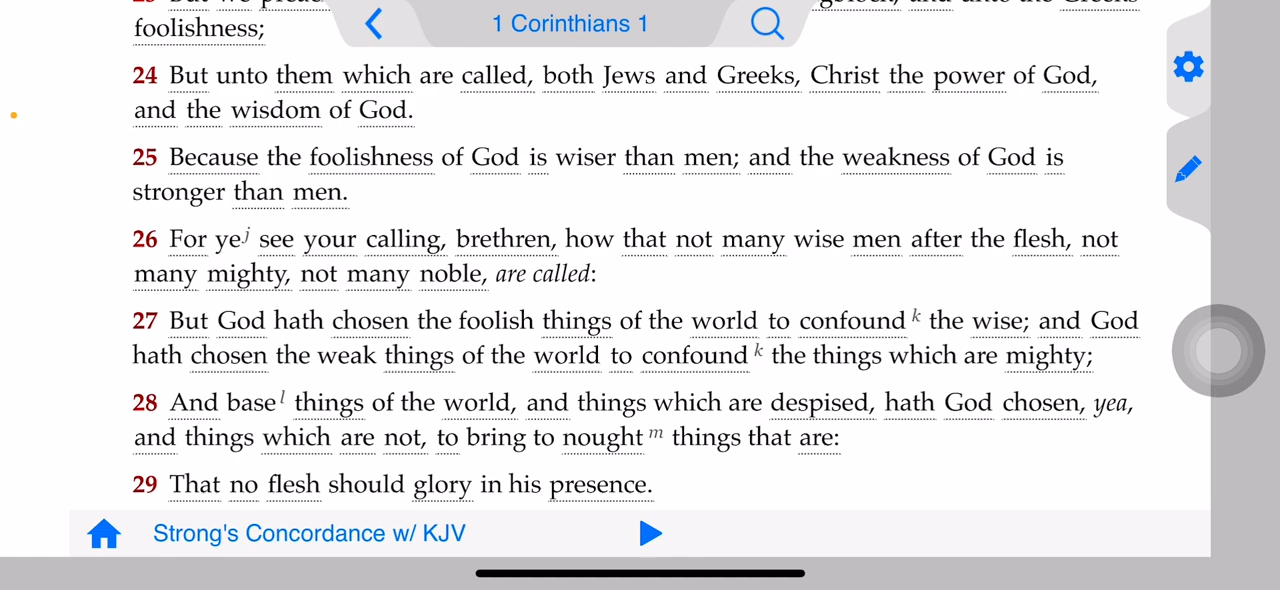 1 Corinthians 1
foolishness;
24 But unto them which are called, both Jews and Greeks, Christ the power of God,
and the wisdom of God.
25 Because the foolishness of God is wiser than men; and the weakness of God is
stronger than men.
26 For ye j see your calling, brethren, how that not many wise men after the flesh, not
many mighty, not many noble, are called:
27 But God hath chosen the foolish things of the world to confound k the wise; and God
hath chosen the weak things of the world to confound k the things which are mighty;
28 And base l things of the world, and things which are despised, hath God chosen, yea,
and things which are not, to bring to nought m things that are:
29 That no flesh should glory in his presence.
Strong's Concordance w/ KJV